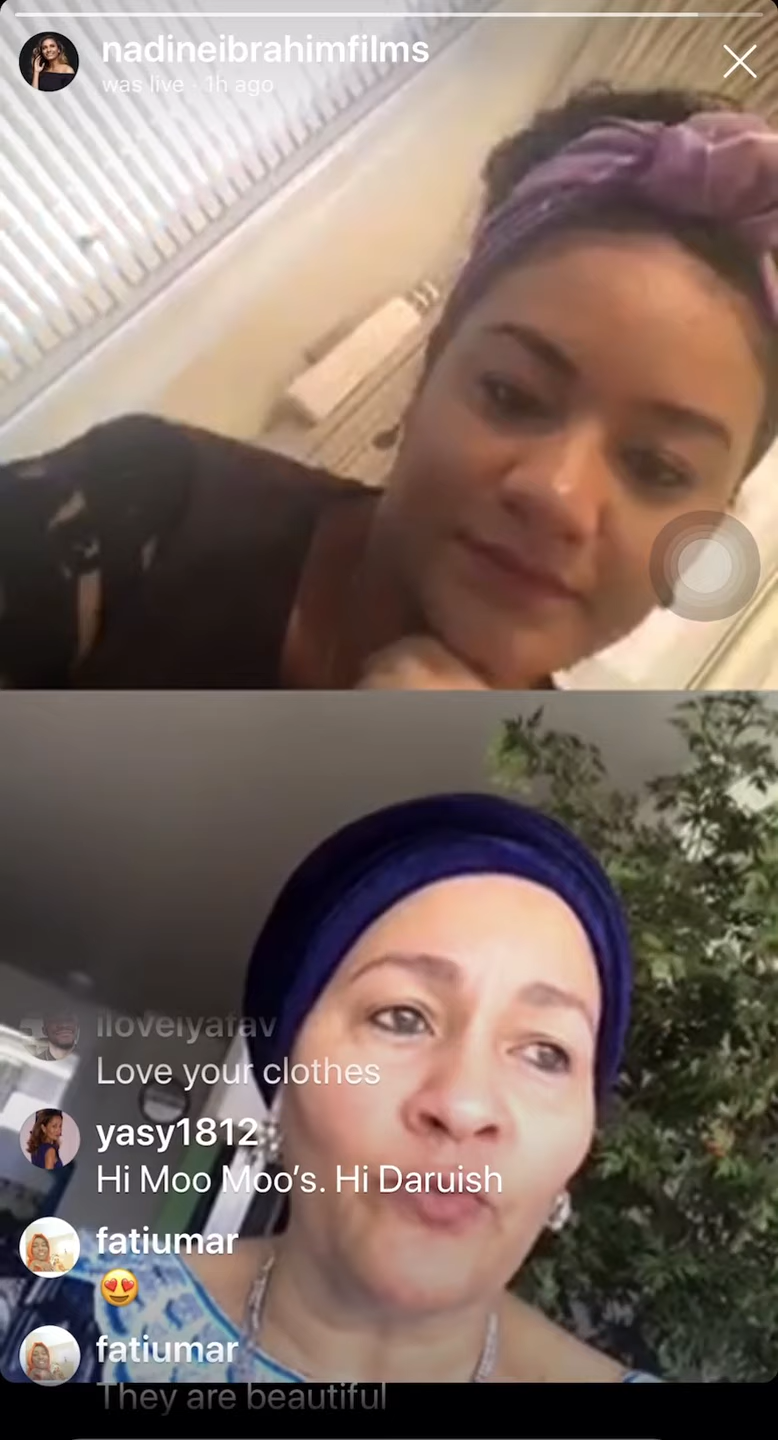 nadineibrahimfilms
was live · 1h ago
iloveiyafav
Love your clothes
yasy1812
Hi Moo Moo’s. Hi Daruish
fatiumar
😍
fatiumar
They are beautiful